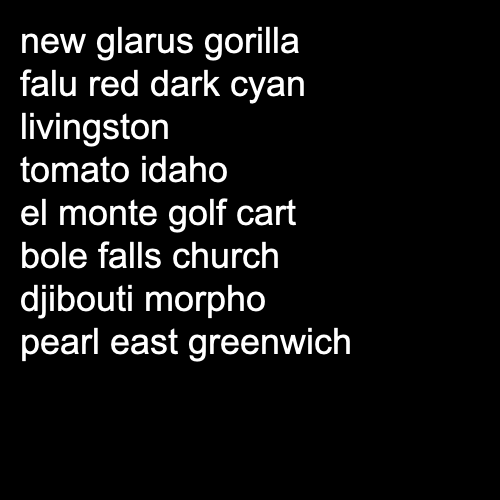 new glarus gorilla
falu red dark cyan
livingston
tomato idaho
el monte golf cart
bole falls church
djibouti morpho
pearl east greenwich